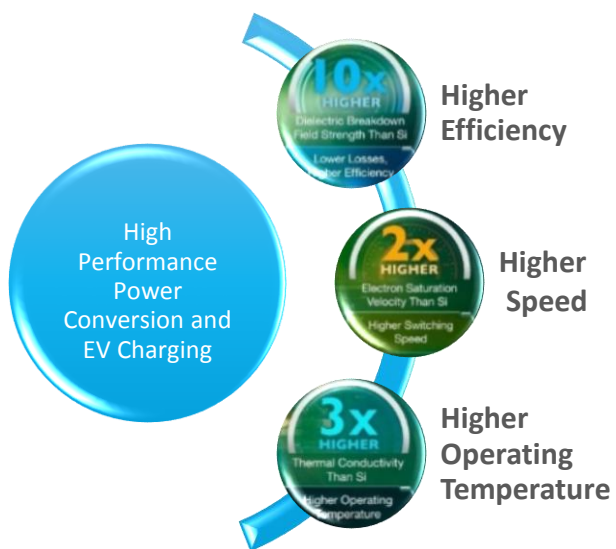 10x
HIGHER
Dielectric Breakdown
Field Strength Than Si
Lower Losses,
Higher Efficiency
Higher
Efficiency
High
Performance
Power
Conversion and
EV Charging
2x
HIGHER
Electron Saturation
Velocity Than Si
Higher Switching
Speed
Higher
Speed
3x
HIGHER
Thermal Conductivity
Than Si
Higher Operating
Temperature
Higher
Operating
Temperature